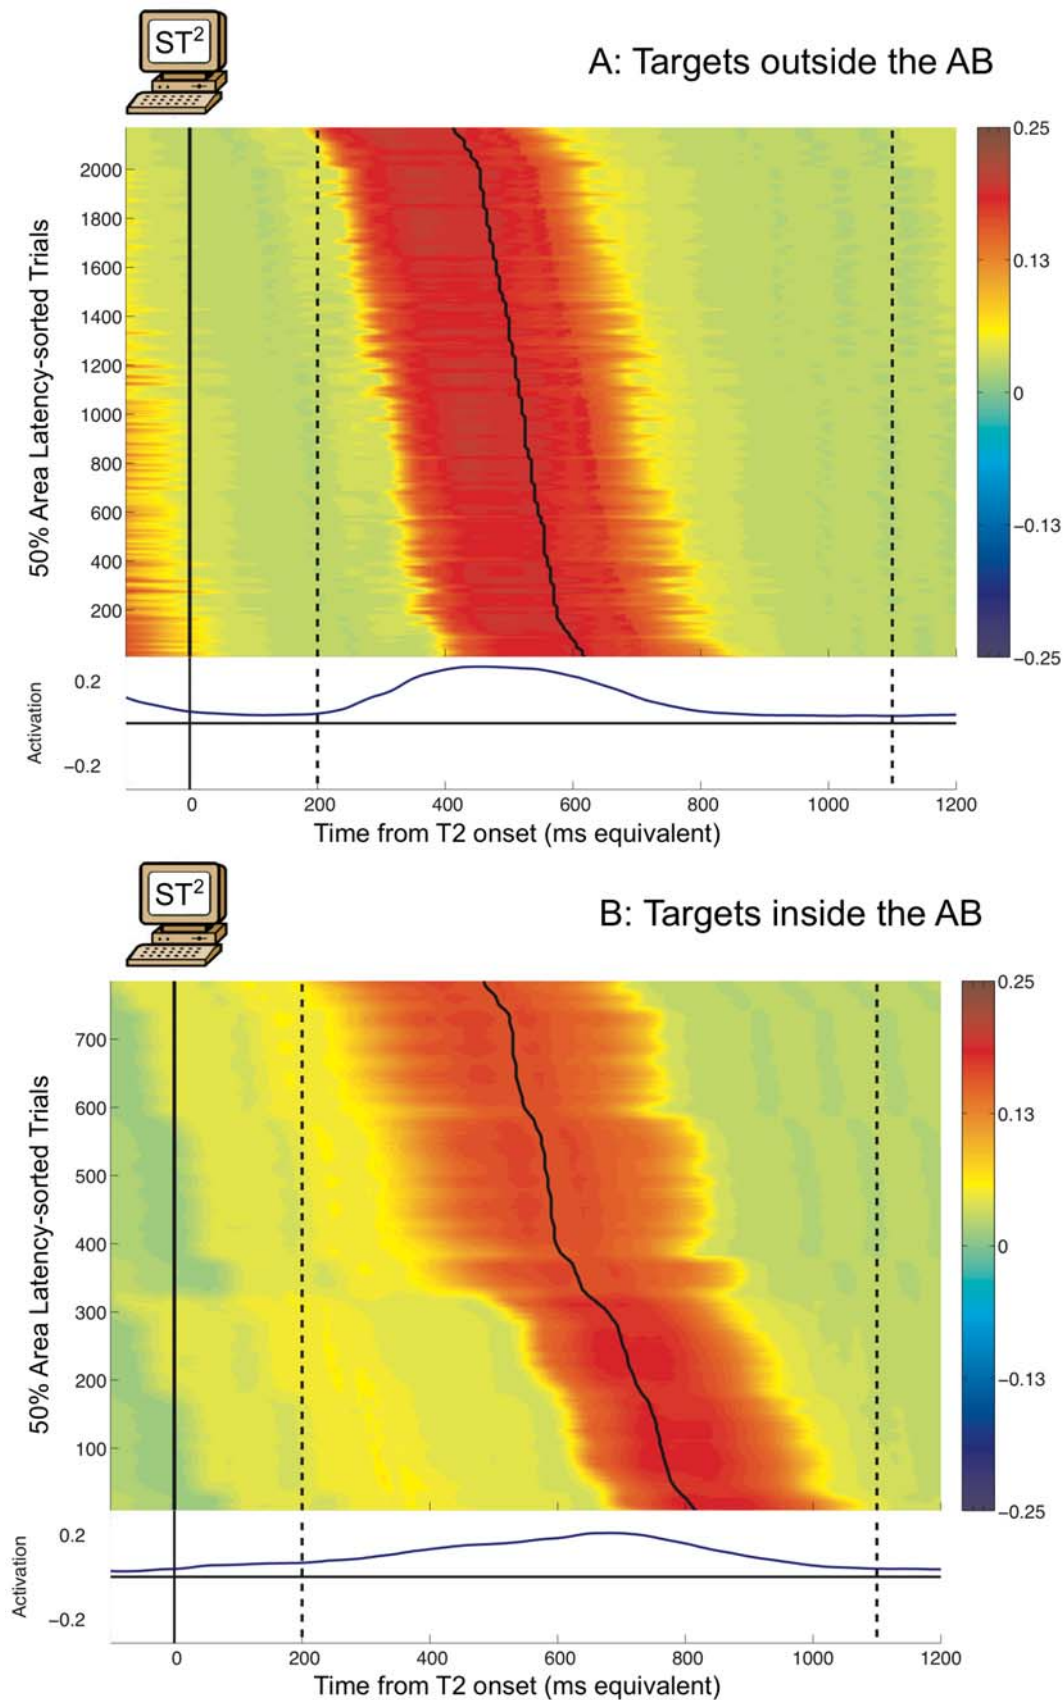 ST²
A: Targets outside the AB
50% Area Latency-sorted Trials
2000
1800
1600
1400
1200
1000
800
600
400
200
0.25
0.13
0
−0.13
−0.25
Activation
0.2
−0.2
0 200 400 600 800 1000 1200
Time from T2 onset (ms equivalent)
ST²
B: Targets inside the AB
50% Area Latency-sorted Trials
700
600
500
400
300
200
100
0.25
0.13
0
−0.13
−0.25
Activation
0.2
−0.2
0 200 400 600 800 1000 1200
Time from T2 onset (ms equivalent)